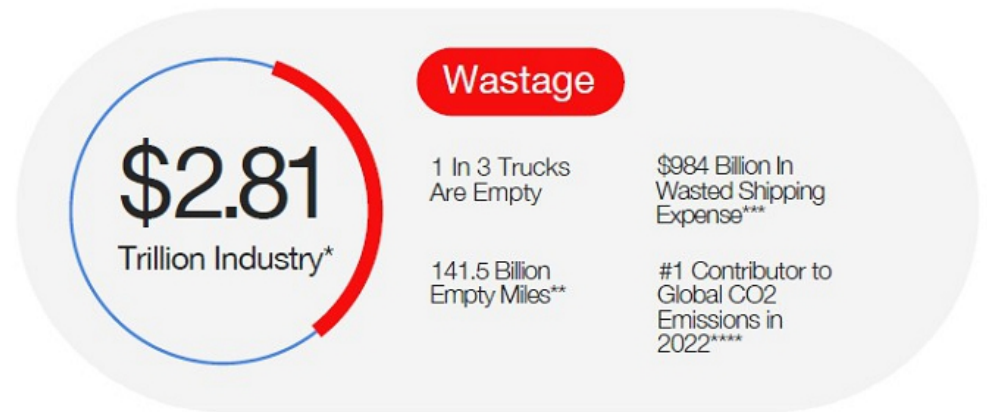 $2.81
Trillion Industry*
Wastage
1 In 3 Trucks
Are Empty
$984 Billion In
Wasted Shipping
Expense***
141.5 Billion
Empty Miles**
#1 Contributor to
Global CO2
Emissions in
2022****